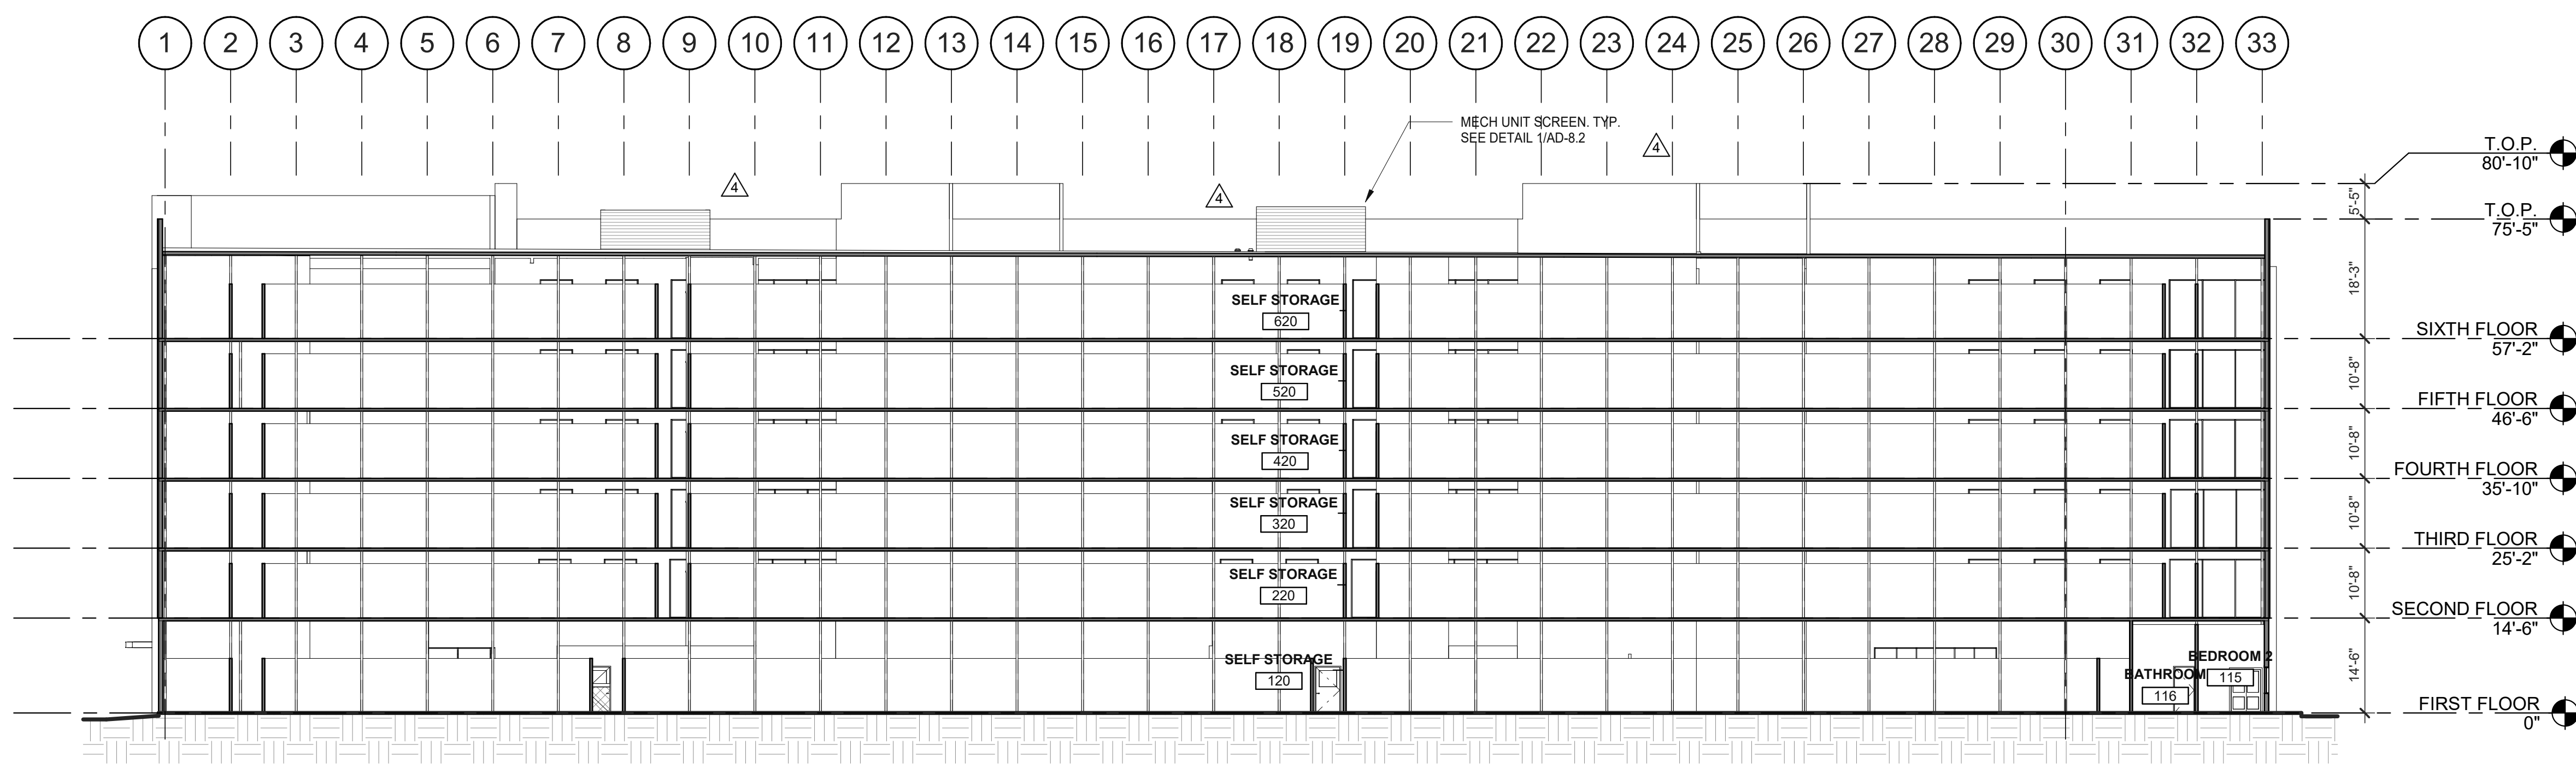 1 2 3 4 5 6 7 8 9 10 11 12 13 14 15 16 17 18 19 20 21 22 23 24 25 26 27 28 29 30 31 32 33
MECH UNIT SCREEN. TYP.
SEE DETAIL 1/AD-8.2
4
4
4
T.O.P.
80'-10"
5'-5"
T.O.P.
75'-5"
18'-3"
SELF STORAGE
620
SIXTH FLOOR
57'-2"
10'-8"
SELF STORAGE
520
FIFTH FLOOR
46'-6"
10'-8"
SELF STORAGE
420
FOURTH FLOOR
35'-10"
10'-8"
SELF STORAGE
320
THIRD FLOOR
25'-2"
10'-8"
SELF STORAGE
220
SECOND FLOOR
14'-6"
14'-6"
SELF STORAGE
120
BEDROOM 2
115
BATHROOM
116
FIRST FLOOR
0"